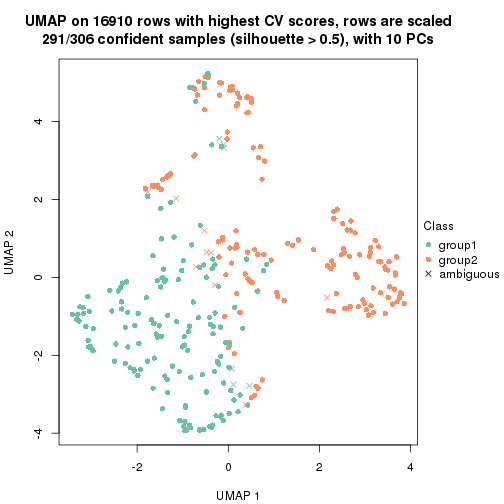 UMAP on 16910 rows with highest CV scores, rows are scaled
291/306 confident samples (silhouette > 0.5), with 10 PCs
4
2
0
-2
-4
UMAP 2
-2
0
2
4
UMAP 1
Class
group1
group2
ambiguous